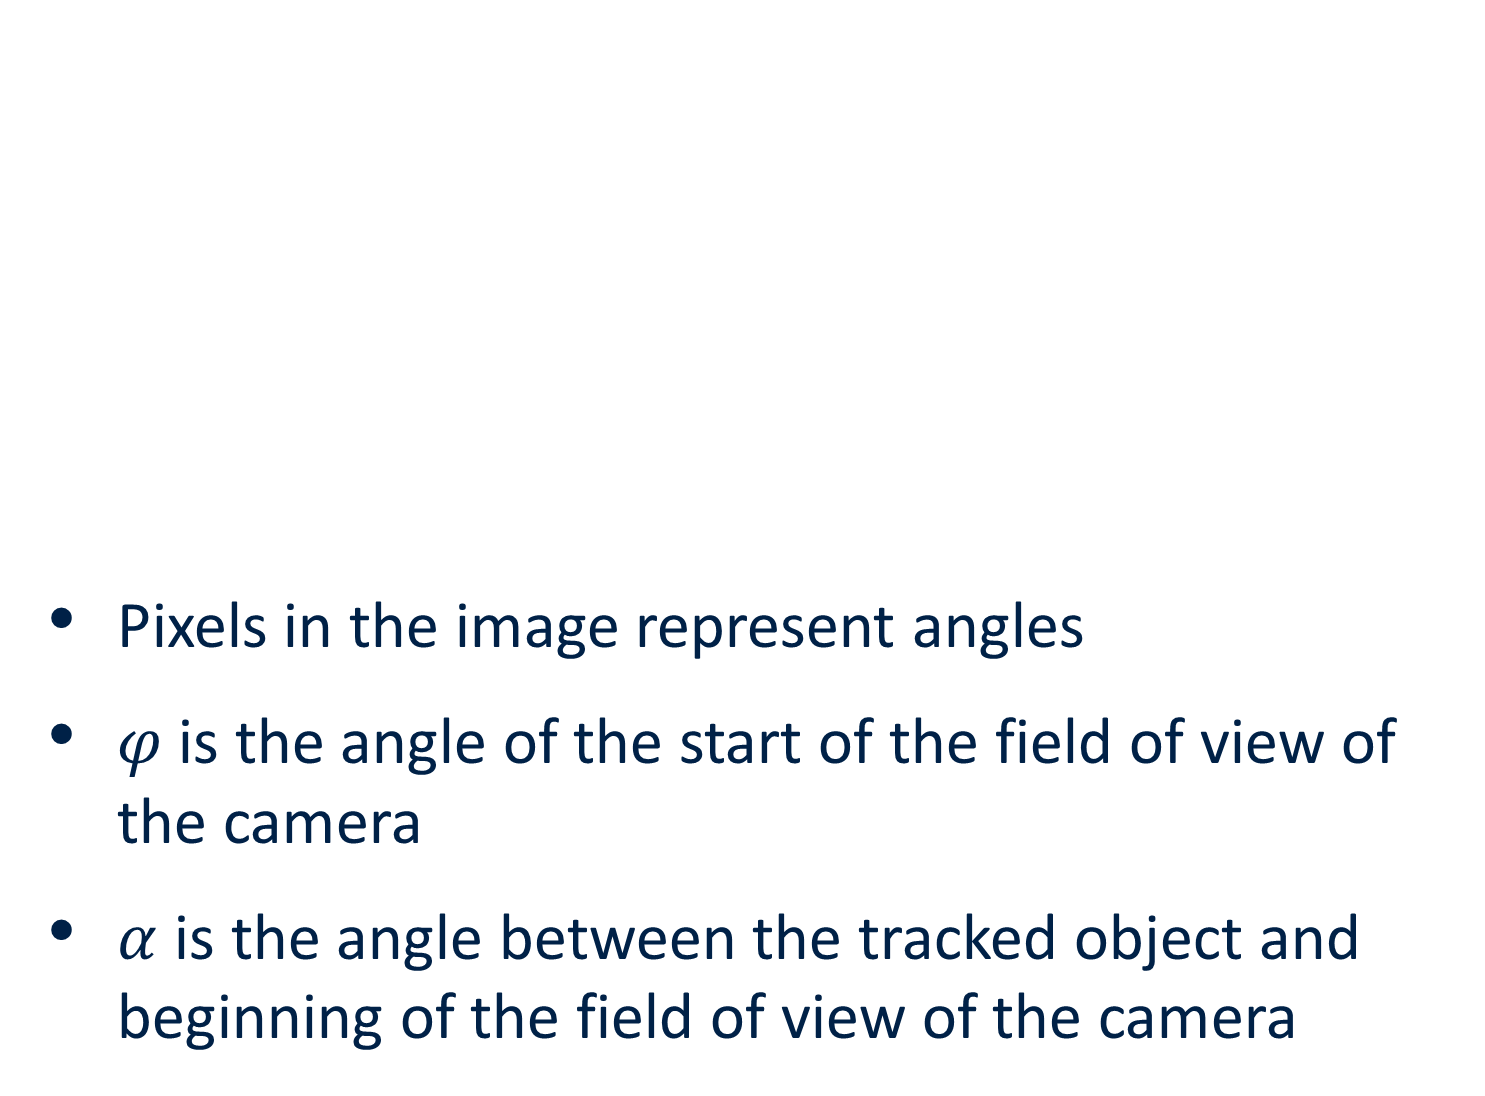 • Pixels in the image represent angles
• 𝜑 is the angle of the start of the field of view of
the camera
• 𝛼 is the angle between the tracked object and
beginning of the field of view of the camera